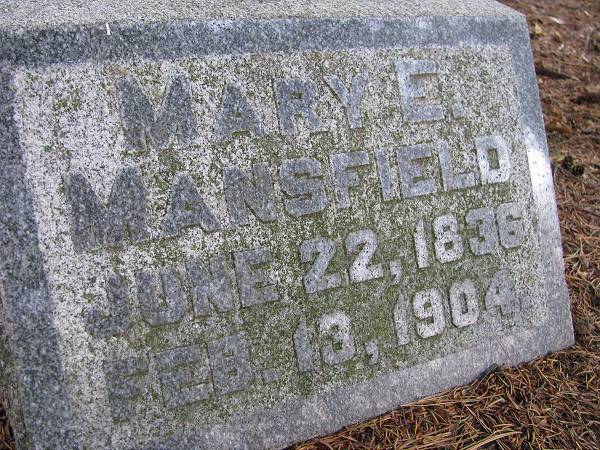 MARY E.
MANSFIELD
JUNE 22, 1836
FEB. 13, 1904.